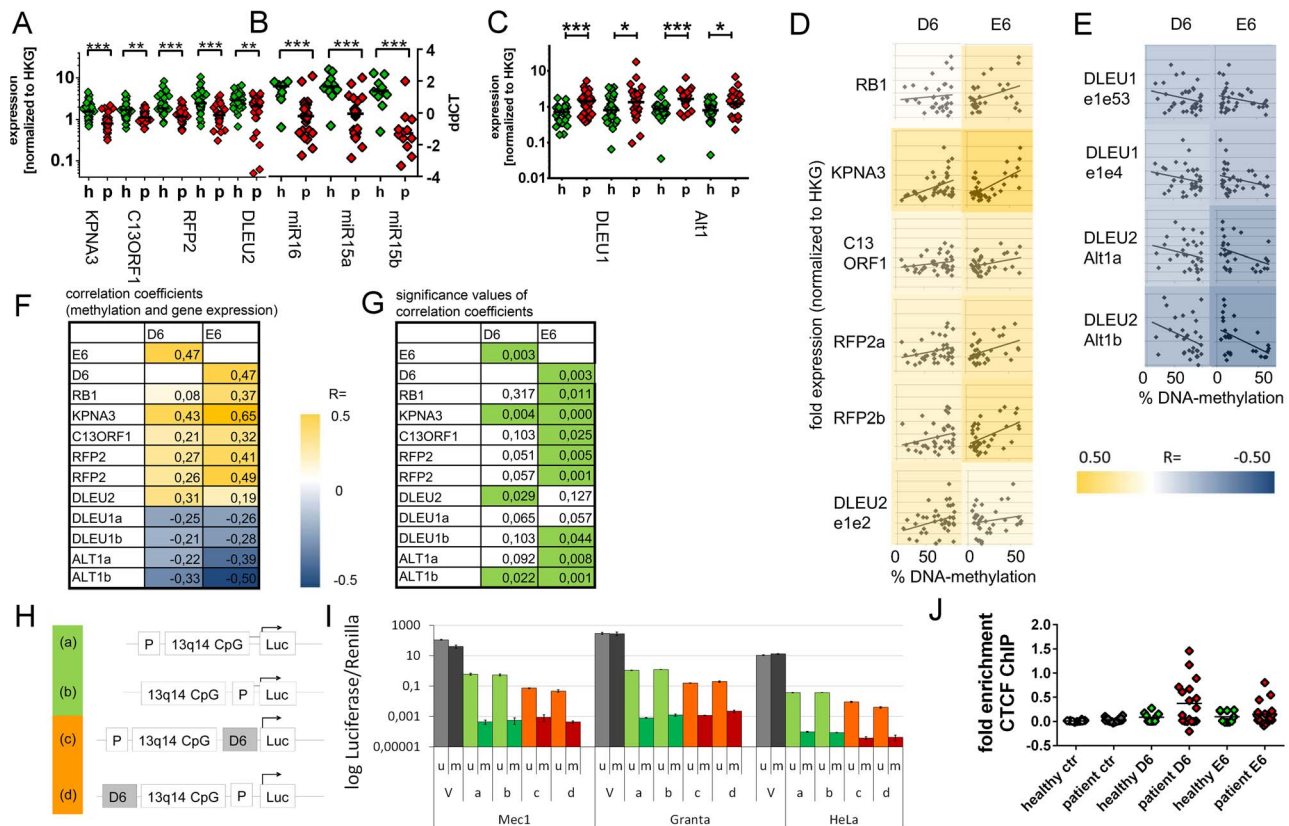 A
*** ** *** *** **
expression
[normalized to HKG]
10
1
0.1
h p h p h p h p
KPNA3
C13ORF1
RFP2
DLEU2
B
*** *** ***
4
2
0
-2
-4
ddCT
h p h p h p
miR16
miR15a
miR15b
C
*** * *** *
expression
[normalized to HKG]
10
1
0.1
0.01
h p h p h p h p
DLEU1
Alt1
D
D6 E6
fold expression (normalized to HKG)
RB1
KPNA3
C13
ORF1
RFP2a
RFP2b
DLEU2
e1e2
0 50 0 50
% DNA-methylation
E
D6 E6
DLEU1
e1e53
DLEU1
e1e4
DLEU2
Alt1a
DLEU2
Alt1b
0 50 0 50
% DNA-methylation
0.50 R= -0.50
F
correlation coefficients
(methylation and gene expression)
D6 E6
E6 0,47
D6 0,47
RB1 0,08 0,37
KPNA3 0,43 0,65
C13ORF1 0,21 0,32
RFP2 0,27 0,41
RFP2 0,26 0,49
DLEU2 0,31 0,19
DLEU1a -0,25 -0,26
DLEU1b -0,21 -0,28
ALT1a -0,22 -0,39
ALT1b -0,33 -0,50
R=
0.5
0
-0.5
G
significance values of
correlation coefficients
D6 E6
E6 0,003
D6 0,003
RB1 0,317 0,011
KPNA3 0,004 0,000
C13ORF1 0,103 0,025
RFP2 0,051 0,005
RFP2 0,057 0,001
DLEU2 0,029 0,127
DLEU1a 0,065 0,057
DLEU1b 0,103 0,044
ALT1a 0,092 0,008
ALT1b 0,022 0,001
H
(a) P 13q14 CpG Luc
(b) 13q14 CpG P Luc
(c) P 13q14 CpG D6 Luc
(d) D6 13q14 CpG P Luc
I
log Luciferase/Renilla
1000
10
0,1
0,001
0,00001
u m u m u m u m u m u m u m u m u m u m u m u m u m u m u m
V a b c d V a b c d V a b c d
Mec1 Granta HeLa
J
fold enrichment
CTCF ChIP
2.0
1.5
1.0
0.5
0.0
-0.5
healthy ctr
patient ctr
healthy D6
patient D6
healthy E6
patient E6